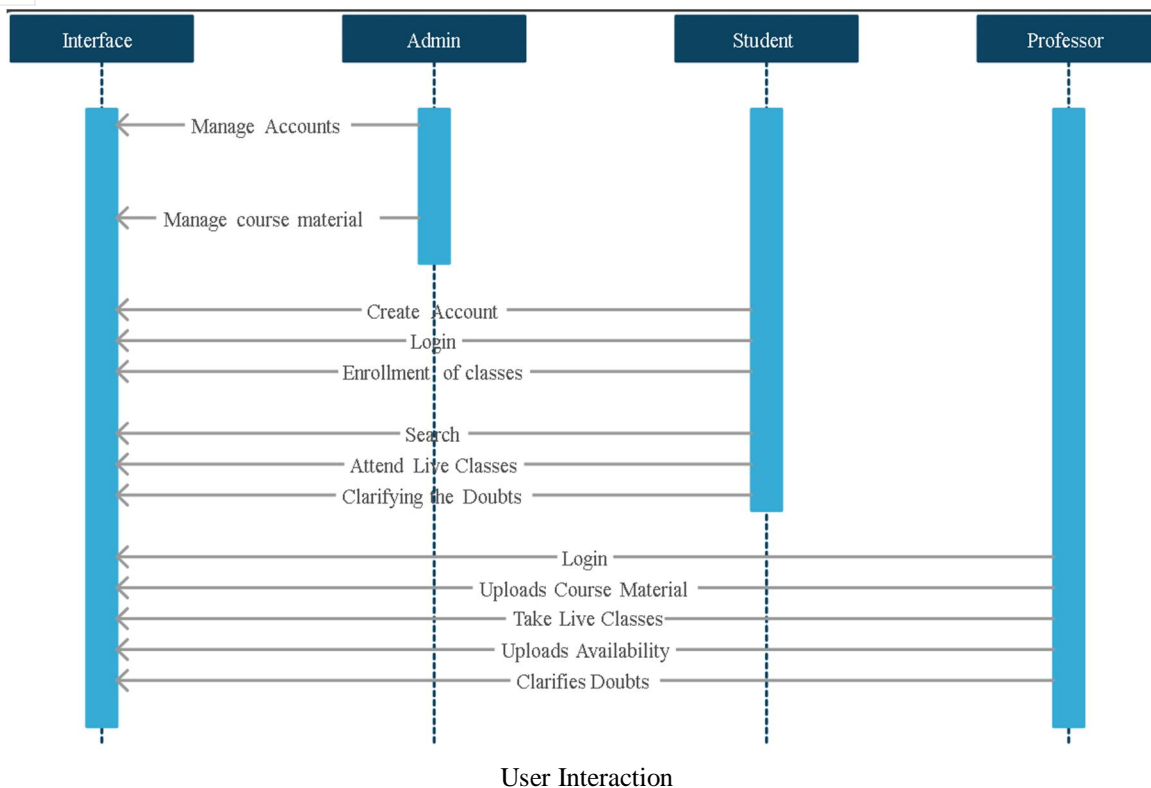 Interface
Admin
Student
Professor
Manage Accounts
Manage course material
Create Account
Login
Enrollment of classes
Search
Attend Live Classes
Clarifying the Doubts
Login
Uploads Course Material
Take Live Classes
Uploads Availability
Clarifies Doubts
User Interaction